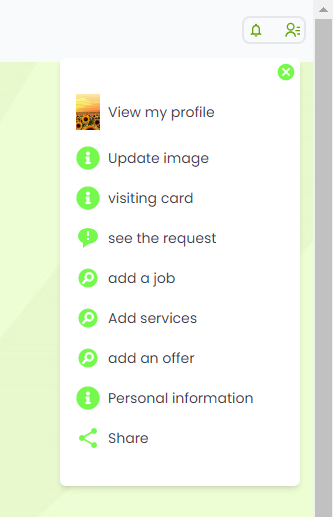 View my profile
Update image
visiting card
see the request
add a job
Add services
add an offer
Personal information
Share